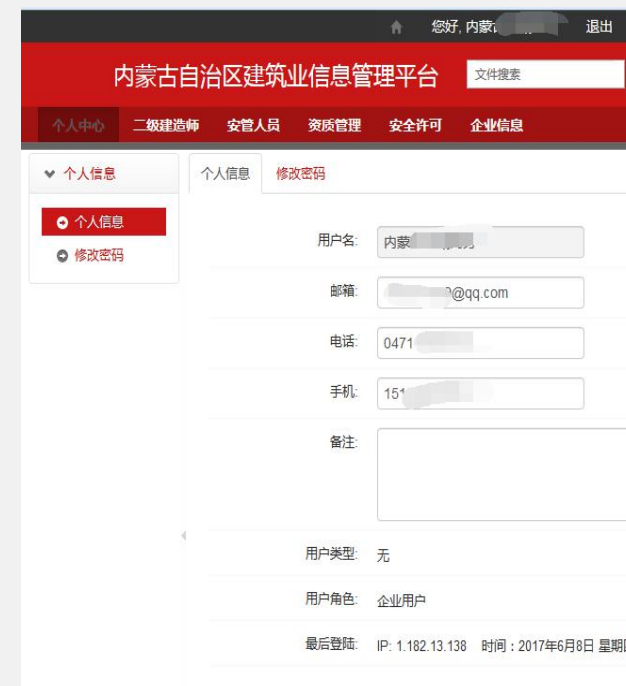 您好, 内蒙 退出
内蒙古自治区建筑业信息管理平台 文件搜素
个人中心 二级建造师 安管人员 资质管理 安全许可 企业信息
个人信息
个人信息 修改密码
个人信息
修改密码
用户名: 内蒙
邮箱: @qq.com
电话: 0471
手机: 151
备注:
用户类型: 无
用户角色: 企业用户
最后登陆: IP: 1.182.13.138 时间：2017年6月8日 星期